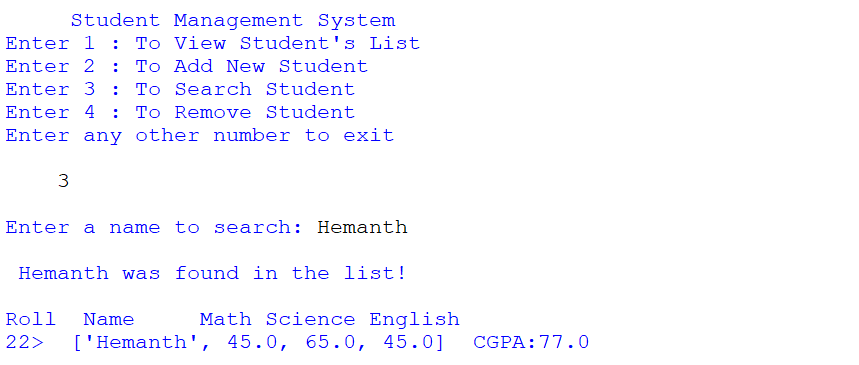 Student Management System
Enter 1 : To View Student's List
Enter 2 : To Add New Student
Enter 3 : To Search Student
Enter 4 : To Remove Student
Enter any other number to exit
3
Enter a name to search: Hemanth
Hemanth was found in the list!
Roll  Name     Math Science English
22>  ['Hemanth', 45.0, 65.0, 45.0]  CGPA:77.0